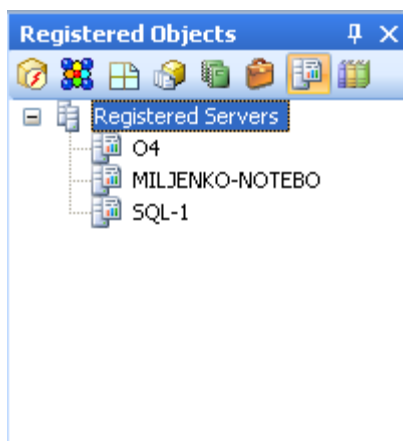 Registered Objects
Registered Servers
O4
MILJENKO-NOTEBO
SQL-1